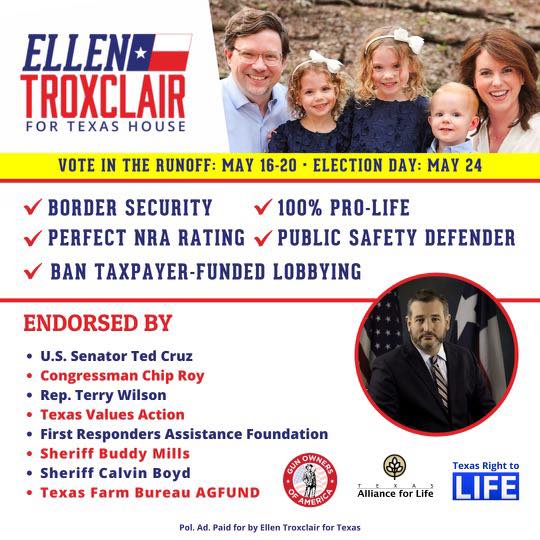 ELLEN
TROXCLAIR
FOR TEXAS HOUSE
VOTE IN THE RUNOFF: MAY 16-20 • ELECTION DAY: MAY 24
BORDER SECURITY
100% PRO-LIFE
PERFECT NRA RATING
PUBLIC SAFETY DEFENDER
BAN TAXPAYER-FUNDED LOBBYING
ENDORSED BY
• U.S. Senator Ted Cruz
• Congressman Chip Roy
• Rep. Terry Wilson
• Texas Values Action
• First Responders Assistance Foundation
• Sheriff Buddy Mills
• Sheriff Calvin Boyd
• Texas Farm Bureau AGFUND
GUN OWNERS
OF AMERICA
TEXAS
Alliance for Life
Texas Right to
LIFE
Pol. Ad. Paid for by Ellen Troxclair for Texas